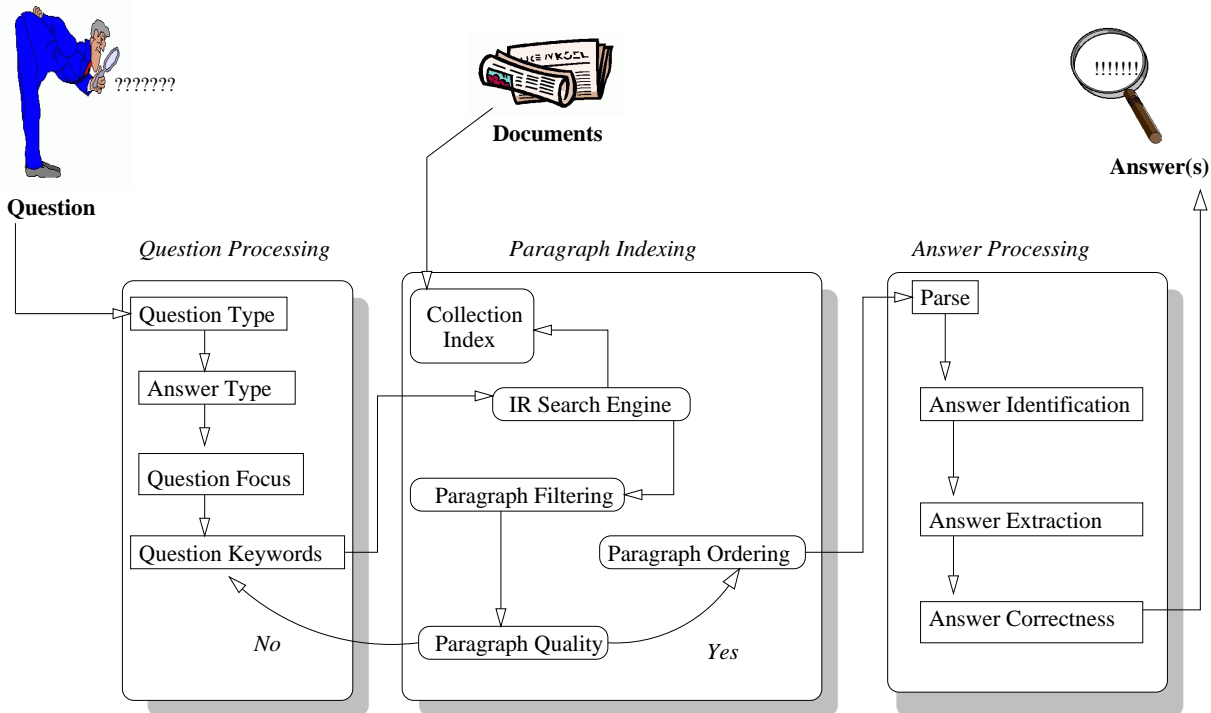 ???????
!!!!!!!
Documents
Answer(s)
Question
Question Processing
Paragraph Indexing
Answer Processing
Question Type
Answer Type
Question Focus
Question Keywords
Collection
Index
IR Search Engine
Paragraph Filtering
Paragraph Ordering
Paragraph Quality
No
Yes
Parse
Answer Identification
Answer Extraction
Answer Correctness